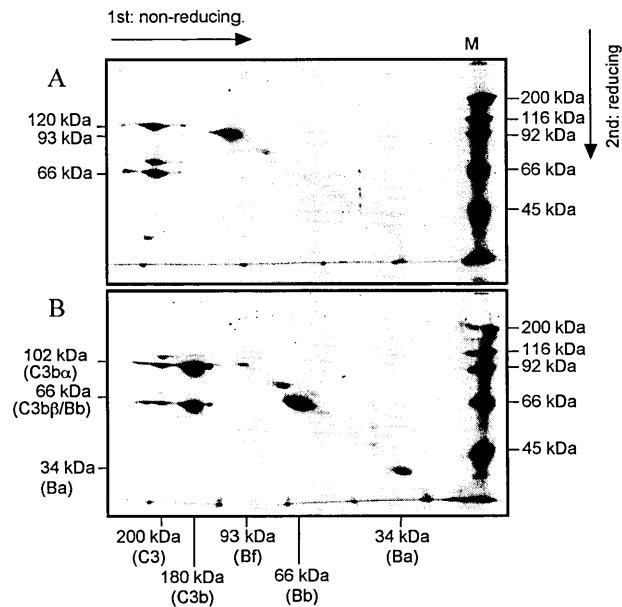 1st: non-reducing.
M
2nd: reducing
A
120 kDa
93 kDa
66 kDa
200 kDa
116 kDa
92 kDa
66 kDa
45 kDa
B
102 kDa
(C3bα)
66 kDa
(C3bβ/Bb)
34 kDa
(Ba)
200 kDa
116 kDa
92 kDa
66 kDa
45 kDa
200 kDa
(C3)
93 kDa
(Bf)
34 kDa
(Ba)
180 kDa
(C3b)
66 kDa
(Bb)